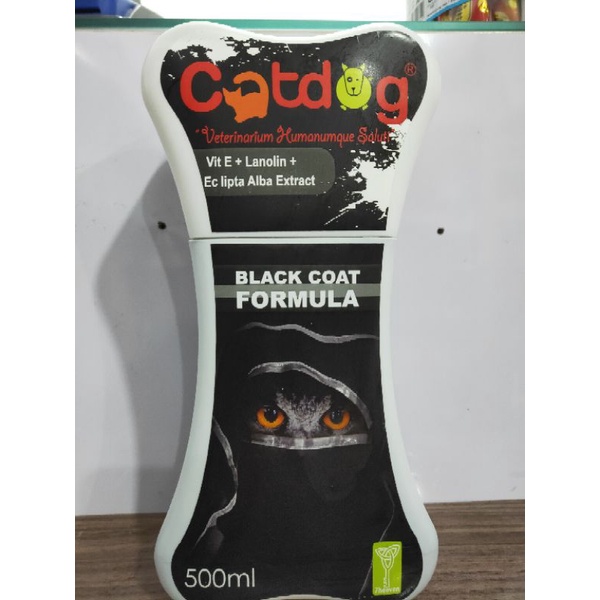 Catdog®
"Veterinarium Humanumque Salut
Vit E + Lanolin +
Ec lipta Alba Extract
BLACK COAT
FORMULA
500ml